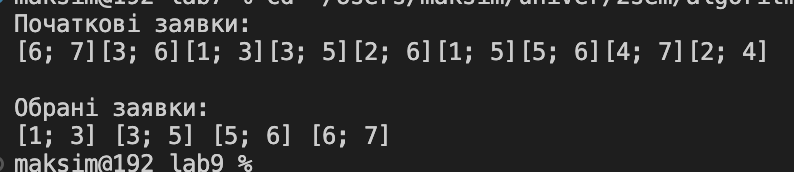 maksim@192 lab7 % cd /Users/maksim/univer/2sem/algoritm
Початкові заявки:
[6; 7][3; 6][1; 3][3; 5][2; 6][1; 5][5; 6][4; 7][2; 4]
Обрані заявки:
[1; 3] [3; 5] [5; 6] [6; 7]
maksim@192 lab9 %